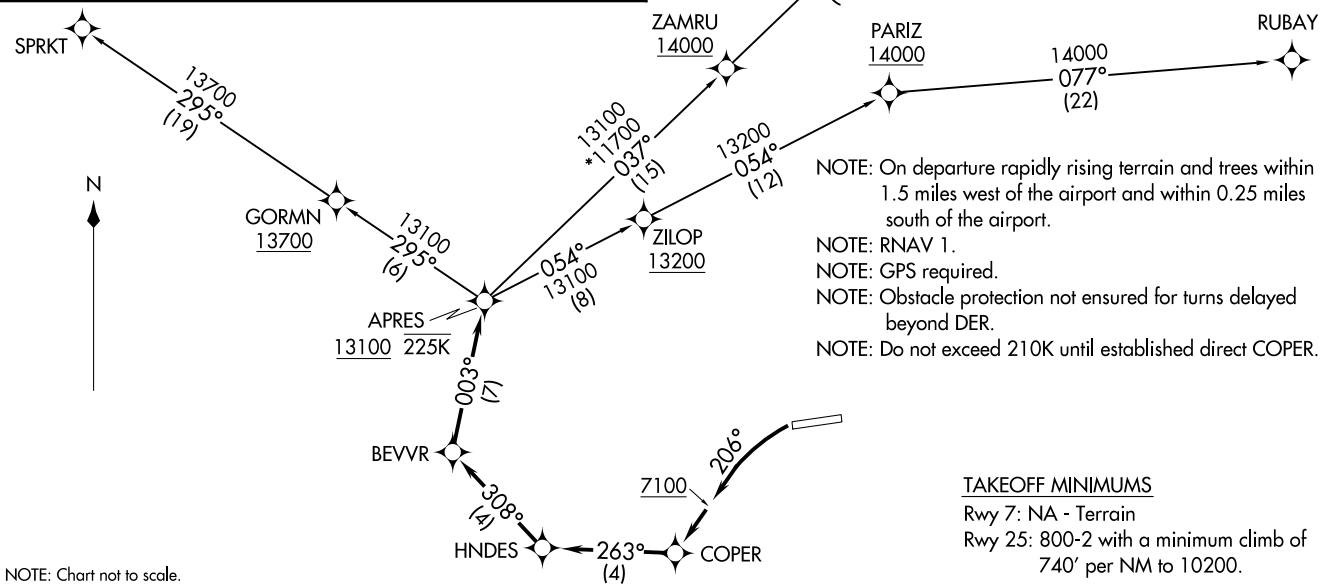 ZAMRU
14000
PARIZ
14000
RUBAY
SPRKT
13700
295°
(19)
14000
077°
(22)
13100
*11700
037°
(15)
13200
054°
(12)
N
GORMN
13700
13100
295°
(6)
054°
13100
(8)
ZILOP
13200
APRES
13100 225K
NOTE: On departure rapidly rising terrain and trees within
1.5 miles west of the airport and within 0.25 miles
south of the airport.
NOTE: RNAV 1.
NOTE: GPS required.
NOTE: Obstacle protection not ensured for turns delayed
beyond DER.
NOTE: Do not exceed 210K until established direct COPER.
003°
(7)
BEVVR
206°
7100
308°
(4)
HNDES
263°
(4)
COPER
TAKEOFF MINIMUMS
Rwy 7: NA - Terrain
Rwy 25: 800-2 with a minimum climb of
740' per NM to 10200.
NOTE: Chart not to scale.